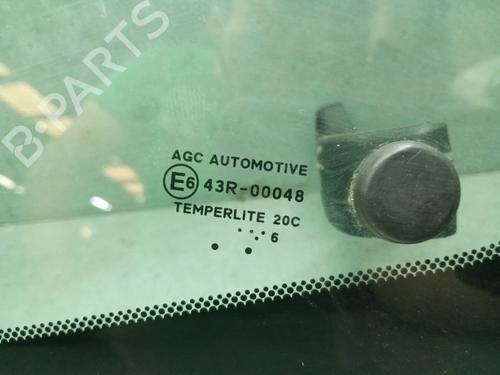 B-PARTS
AGC AUTOMOTIVE
E6 43R-00048
TEMPERLITE 20C
6